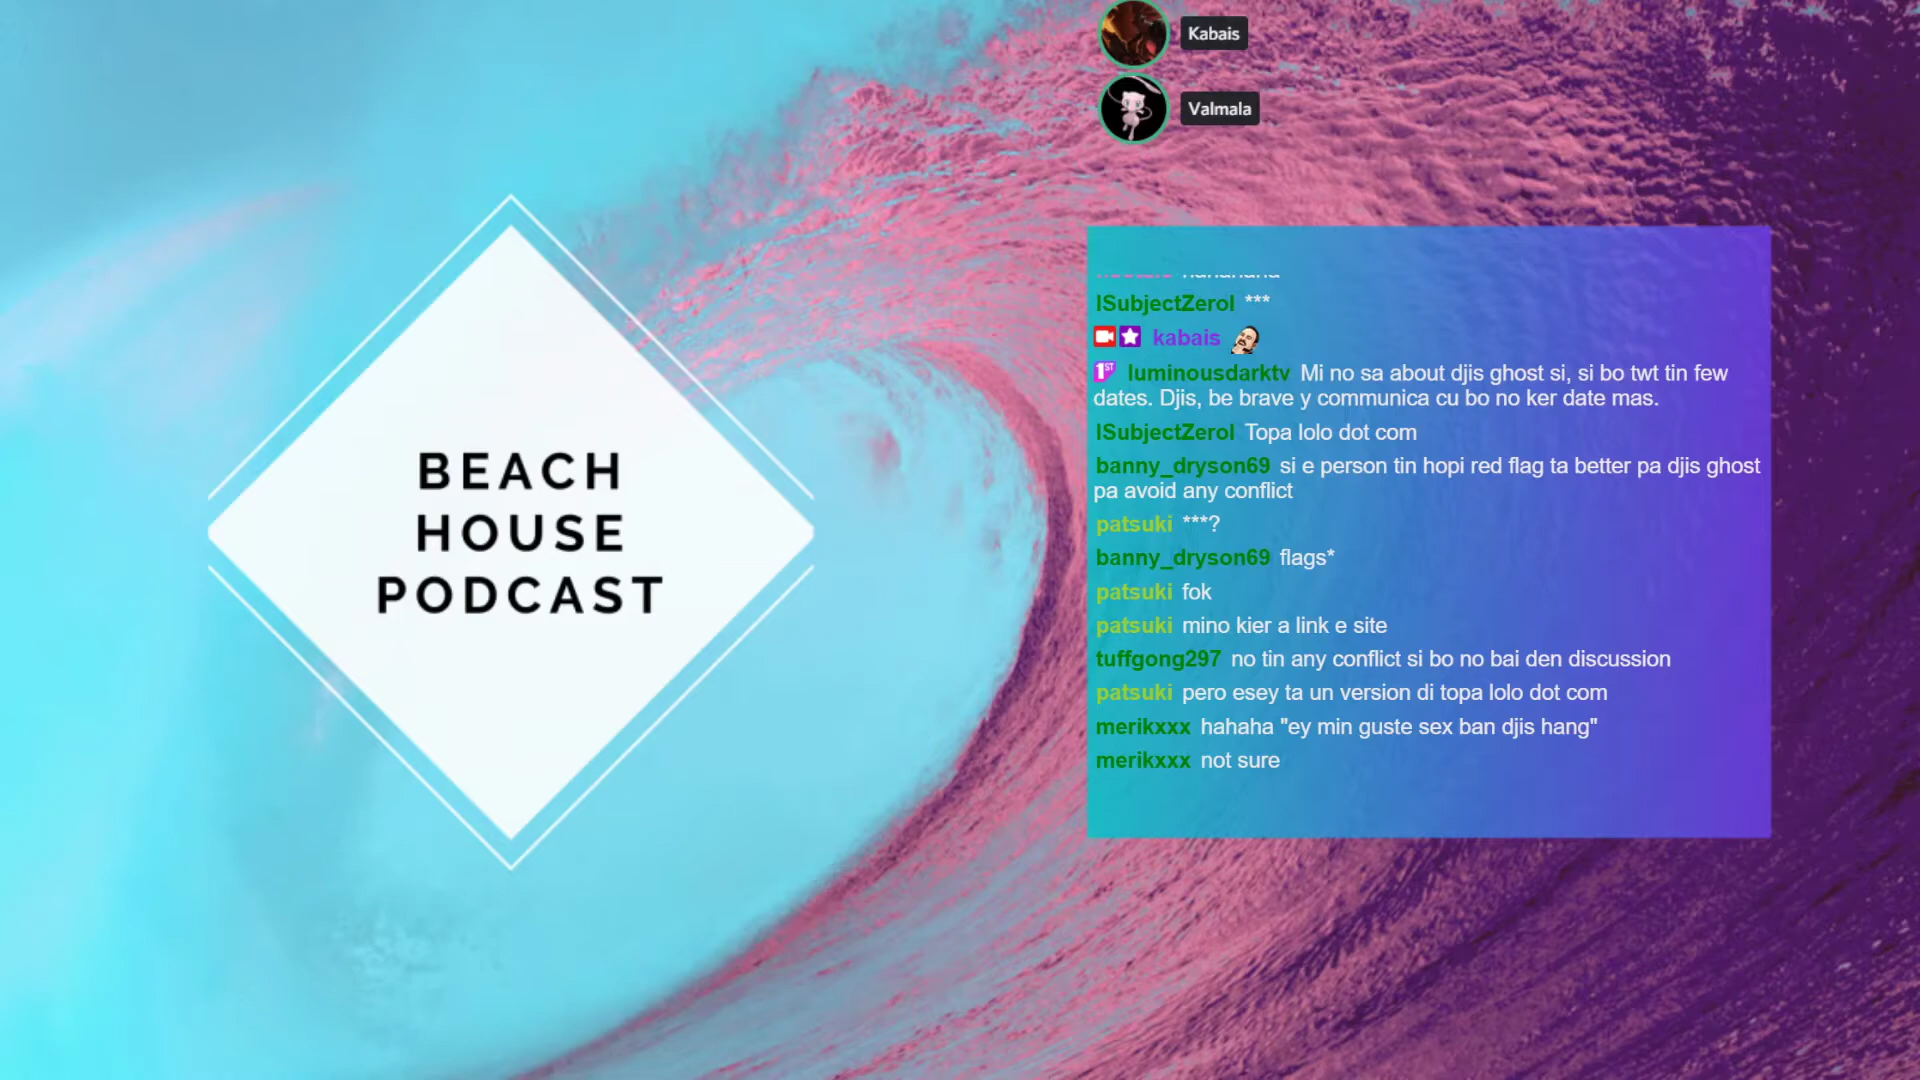 Kabais
Valmala
BEACH
HOUSE
PODCAST
lSubjectZerol ***
kabais
1ST luminousdarktv Mi no sa about djis ghost si, si bo twt tin few
dates. Djis, be brave y communica cu bo no ker date mas.
lSubjectZerol Topa lolo dot com
banny_dryson69 si e person tin hopi red flag ta better pa djis ghost
pa avoid any conflict
patsuki ***?
banny_dryson69 flags*
patsuki fok
patsuki mino kier a link e site
tuffgong297 no tin any conflict si bo no bai den discussion
patsuki pero esey ta un version di topa lolo dot com
merikxxx hahaha "ey min guste sex ban djis hang"
merikxxx not sure